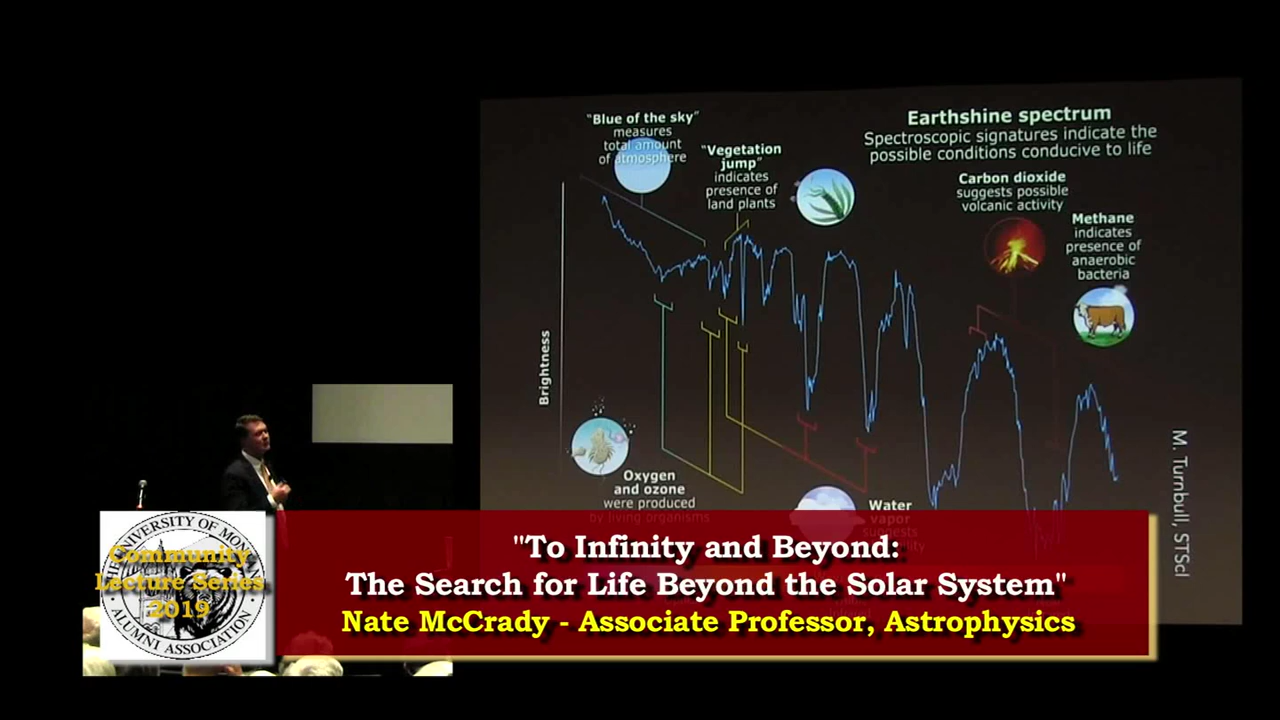 "Blue of the sky"
measures
total amount
of atmosphere
"Vegetation
jump"
indicates
presence of
land plants
Earthshine spectrum
Spectroscopic signatures indicate the
possible conditions conducive to life
Carbon dioxide
suggests possible
volcanic activity
Methane
indicates
presence of
anaerobic
bacteria
Brightness
Oxygen
and ozone
were produced
by living organisms
Water
vapor
suggests
M. Turnbull, STScI
UNIVERSITY OF MON
ALUMNI ASSOCIATION
Community
Lecture Series
2019
"To Infinity and Beyond:
The Search for Life Beyond the Solar System"
Nate McCrady - Associate Professor, Astrophysics